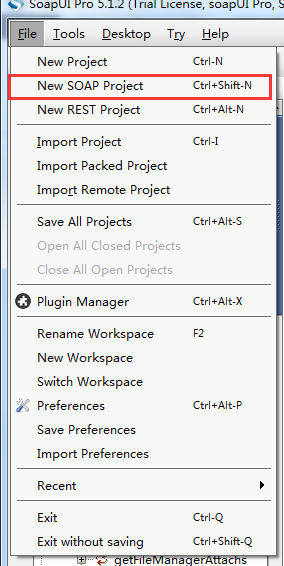 SoapUI Pro 5.1.2 (Trial License, soapUI Pro, S
File Tools Desktop Try Help
New Project Ctrl-N
New SOAP Project Ctrl+Shift-N
New REST Project Ctrl+Alt-N
Import Project Ctrl-I
Import Packed Project
Import Remote Project
Save All Projects Ctrl+Alt-S
Open All Closed Projects
Close All Open Projects
Plugin Manager Ctrl+Alt-X
Rename Workspace F2
New Workspace
Switch Workspace
Preferences Ctrl+Alt-P
Save Preferences
Import Preferences
Recent
Exit Ctrl-Q
Exit without saving Ctrl+Shift-Q
getFileManagerAttachs